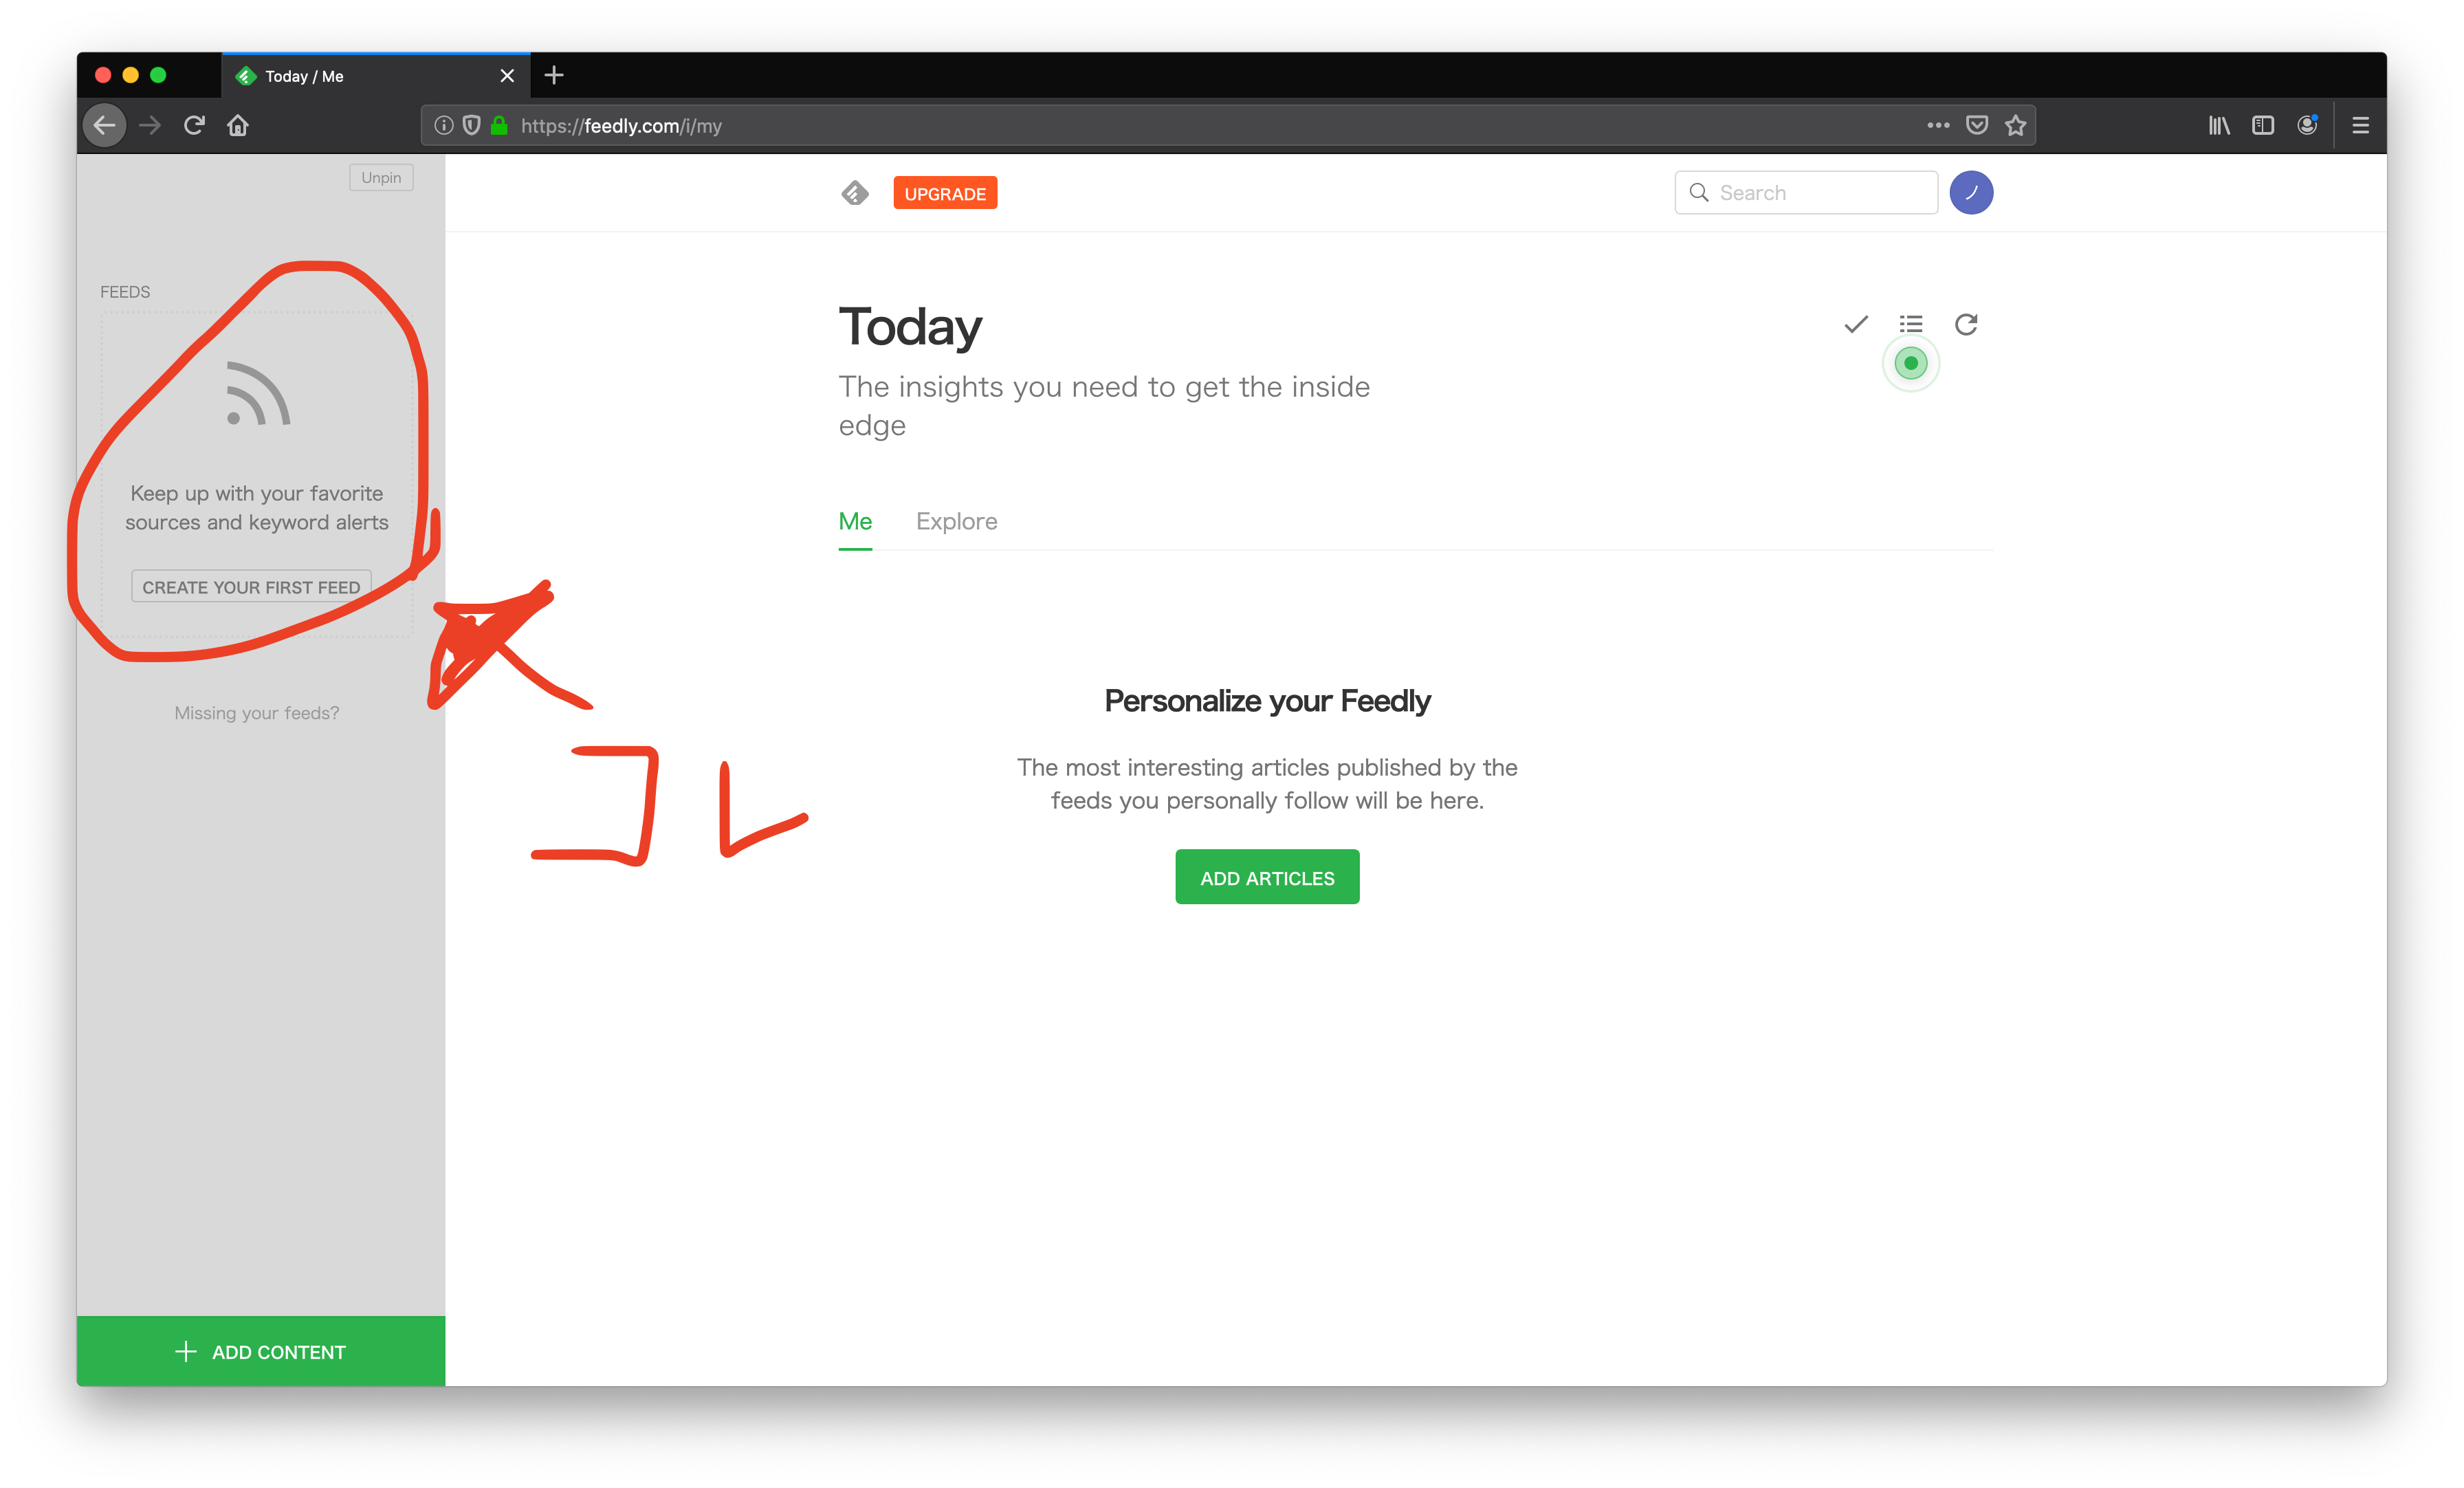 Today / Me
https://feedly.com/i/my
Unpin
UPGRADE
Search
ノ
FEEDS
Keep up with your favorite
sources and keyword alerts
CREATE YOUR FIRST FEED
Missing your feeds?
ADD CONTENT
Today
The insights you need to get the inside
edge
Me Explore
コレ
Personalize your Feedly
The most interesting articles published by the
feeds you personally follow will be here.
ADD ARTICLES